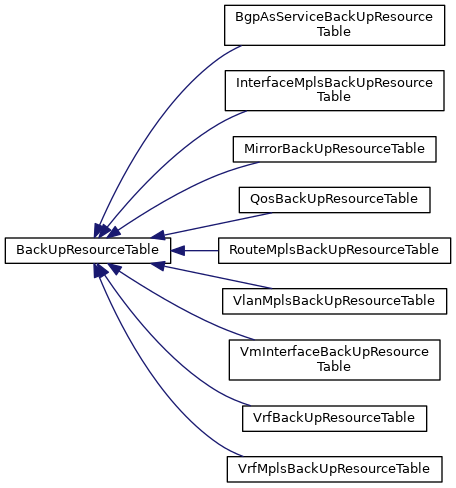 BgpAsServiceBackUpResource
Table
InterfaceMplsBackUpResource
Table
MirrorBackUpResourceTable
QosBackUpResourceTable
BackUpResourceTable
RouteMplsBackUpResourceTable
VlanMplsBackUpResourceTable
VmInterfaceBackUpResource
Table
VrfBackUpResourceTable
VrfMplsBackUpResourceTable